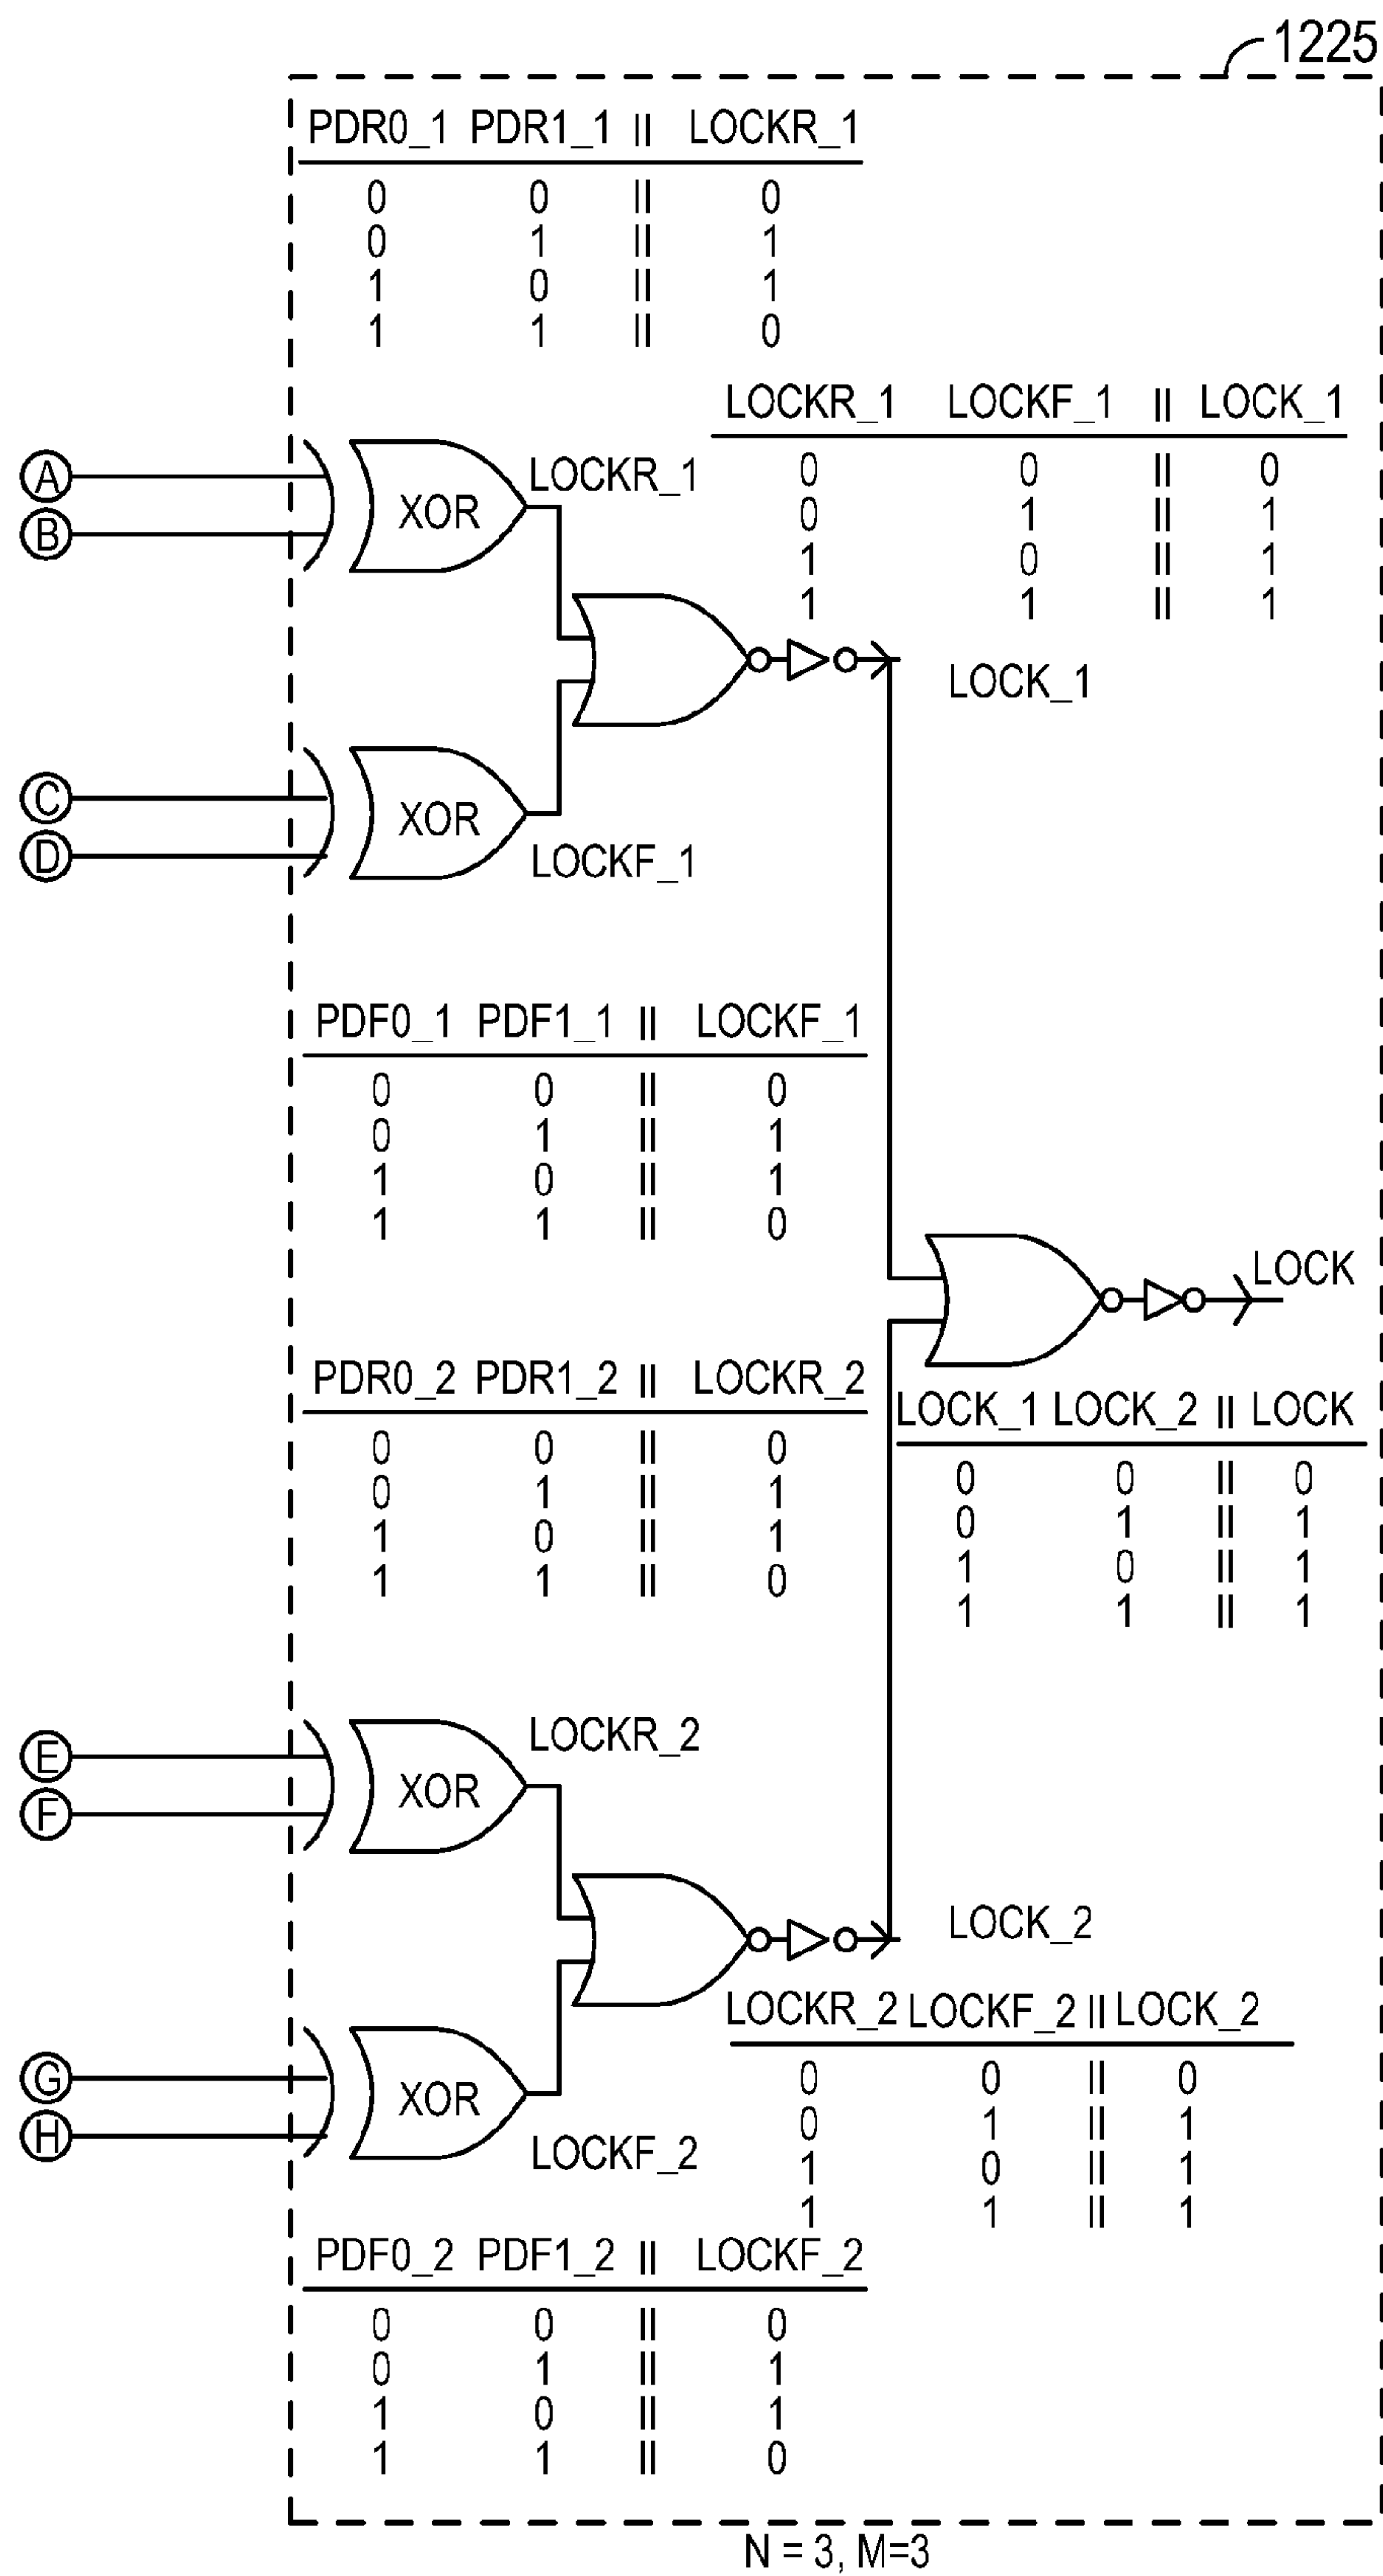 1225
PDR0_1 PDR1_1 || LOCKR_1
0 0 || 0
0 1 || 1
1 0 || 1
1 1 || 0
LOCKR_1 LOCKF_1 || LOCK_1
0 0 || 0
0 1 || 1
1 0 || 1
1 1 || 1
A
B
XOR
LOCKR_1
LOCK_1
C
D
XOR
LOCKF_1
PDF0_1 PDF1_1 || LOCKF_1
0 0 || 0
0 1 || 1
1 0 || 1
1 1 || 0
LOCK
PDR0_2 PDR1_2 || LOCKR_2
0 0 || 0
0 1 || 1
1 0 || 1
1 1 || 0
LOCK_1 LOCK_2 || LOCK
0 0 || 0
0 1 || 1
1 0 || 1
1 1 || 1
E
F
XOR
LOCKR_2
LOCK_2
LOCKR_2 LOCKF_2 || LOCK_2
0 0 || 0
0 1 || 1
1 0 || 1
1 1 || 1
G
H
XOR
LOCKF_2
PDF0_2 PDF1_2 || LOCKF_2
0 0 || 0
0 1 || 1
1 0 || 1
1 1 || 0
N = 3, M=3